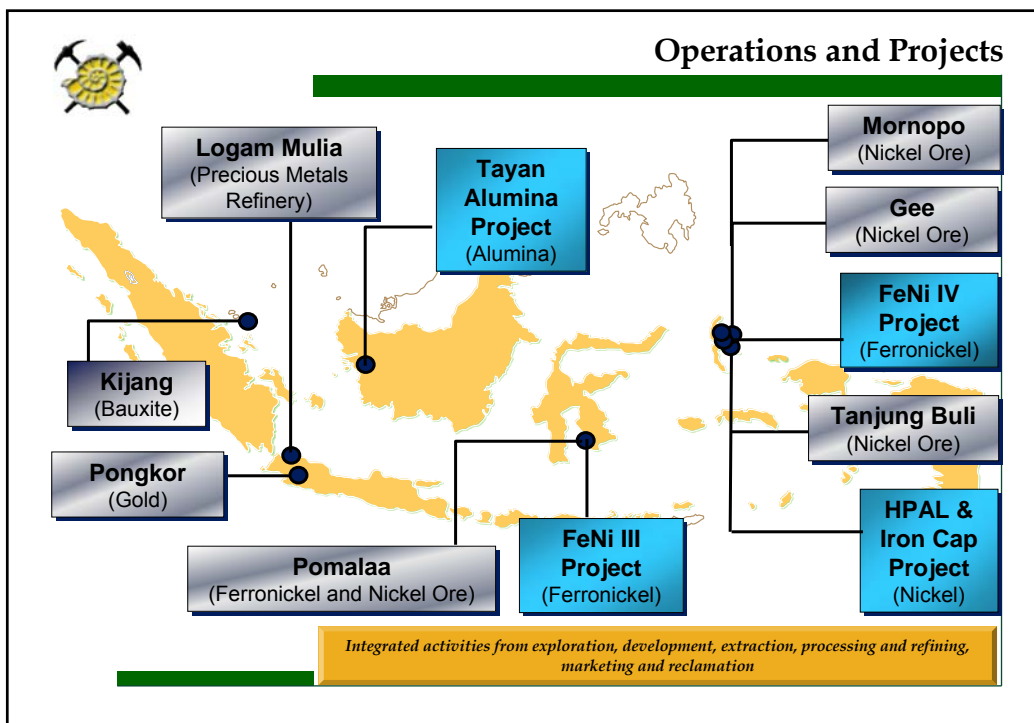 Operations and Projects
Logam Mulia
(Precious Metals
Refinery)
Tayan
Alumina
Project
(Alumina)
Mornopo
(Nickel Ore)
Gee
(Nickel Ore)
FeNi IV
Project
(Ferronickel)
Kijang
(Bauxite)
Tanjung Buli
(Nickel Ore)
Pongkor
(Gold)
HPAL &
Iron Cap
Project
(Nickel)
Pomalaa
(Ferronickel and Nickel Ore)
FeNi III
Project
(Ferronickel)
Integrated activities from exploration, development, extraction, processing and refining,
marketing and reclamation